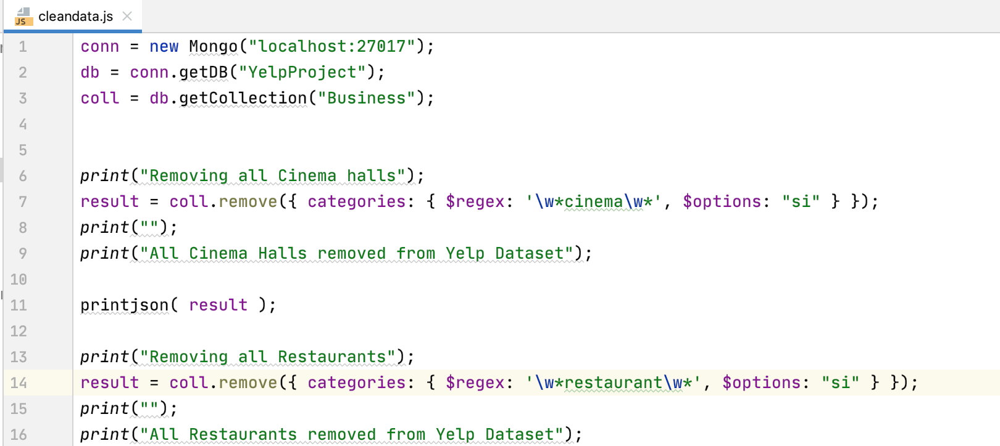 JS cleandata.js
1 conn = new Mongo("localhost:27017");
2 db = conn.getDB("YelpProject");
3 coll = db.getCollection("Business");
4
5
6 print("Removing all Cinema halls");
7 result = coll.remove({ categories: { $regex: '\w*cinema\w*', $options: "si" } });
8 print("");
9 print("All Cinema Halls removed from Yelp Dataset");
10
11 printjson( result );
12
13 print("Removing all Restaurants");
14 result = coll.remove({ categories: { $regex: '\w*restaurant\w*', $options: "si" } });
15 print("");
16 print("All Restaurants removed from Yelp Dataset");